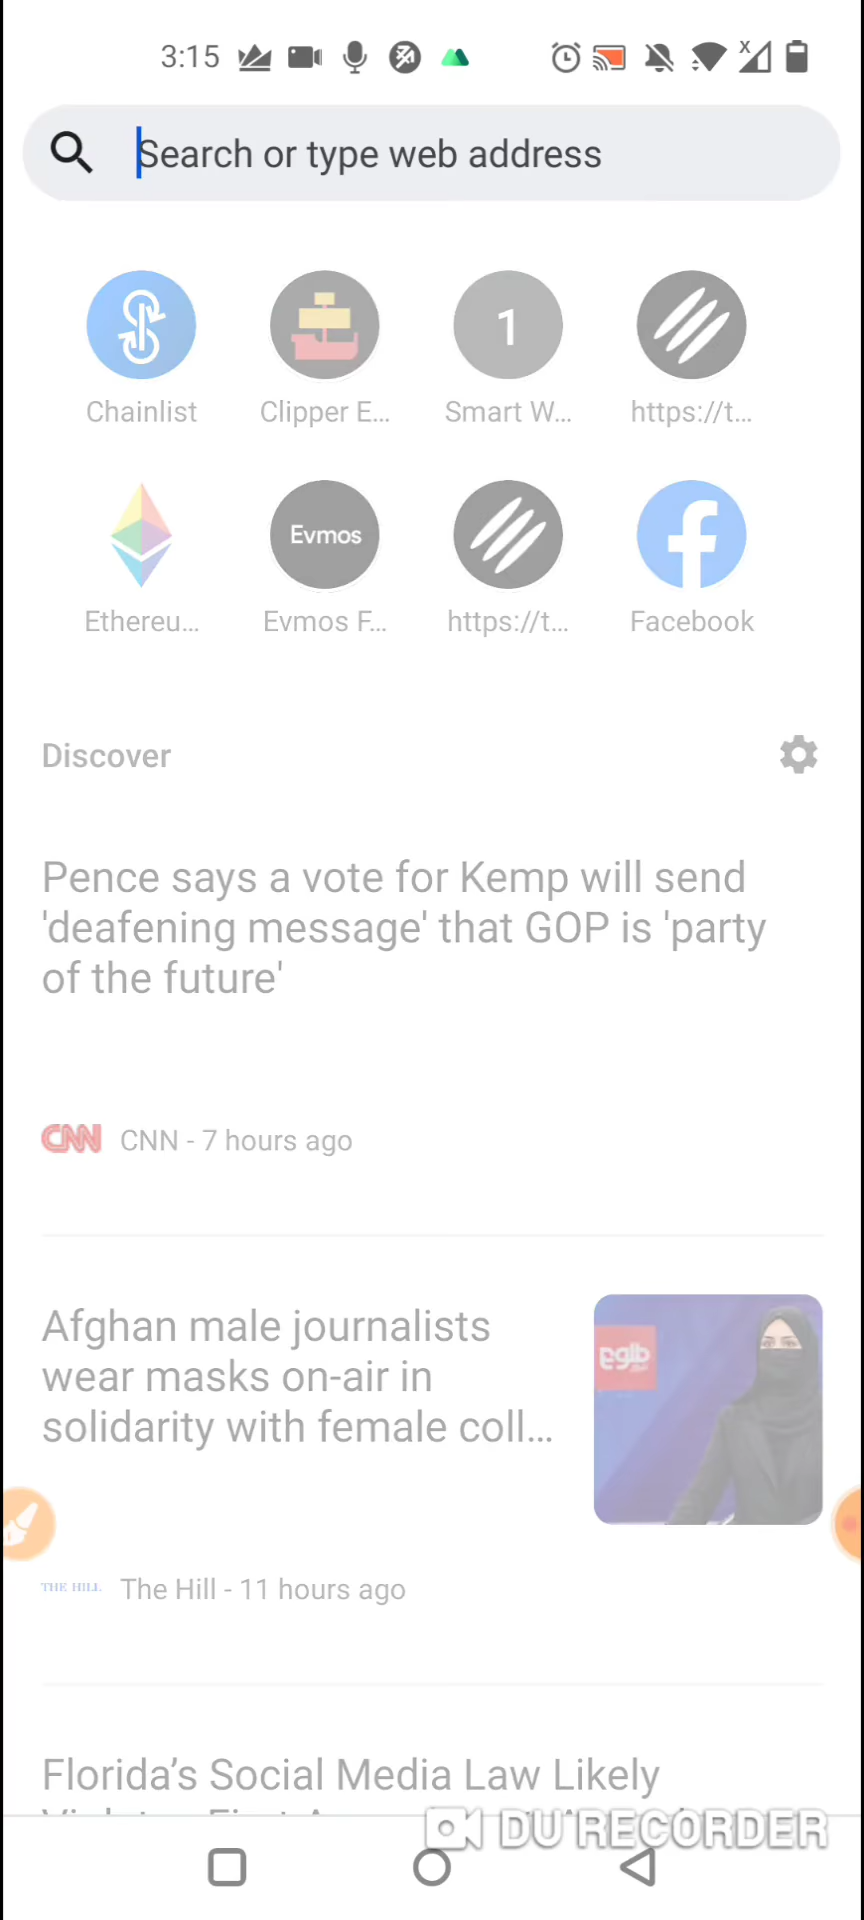 3:15
Search or type web address
1
Chainlist
Clipper E...
Smart W...
https://t...
Evmos
Ethereu...
Evmos F...
https://t...
Facebook
Discover
Pence says a vote for Kemp will send
'deafening message' that GOP is 'party
of the future'
CNN
CNN - 7 hours ago
Afghan male journalists
wear masks on-air in
solidarity with female coll...
THE HILL
The Hill - 11 hours ago
Florida’s Social Media Law Likely
DU RECORDER